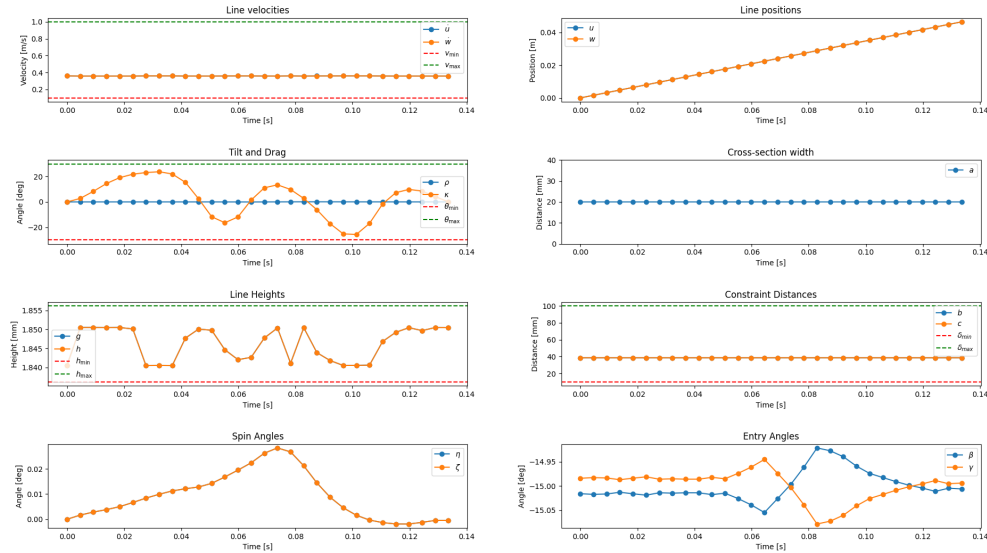 Line velocities
Velocity [m/s]
1.0
0.8
0.6
0.4
0.2
u̇
ẇ
v_min
v_max
0.00 0.02 0.04 0.06 0.08 0.10 0.12 0.14
Time [s]
Line positions
Position [m]
0.04
0.02
0.00
u
w
0.00 0.02 0.04 0.06 0.08 0.10 0.12 0.14
Time [s]
Tilt and Drag
Angle [deg]
20
0
−20
ρ
κ
θ_min
θ_max
0.00 0.02 0.04 0.06 0.08 0.10 0.12 0.14
Time [s]
Cross-section width
Distance [mm]
40
30
20
10
0
a
0.00 0.02 0.04 0.06 0.08 0.10 0.12 0.14
Time [s]
Line Heights
Height [mm]
1.855
1.850
1.845
1.840
g
h
h_min
h_max
0.00 0.02 0.04 0.06 0.08 0.10 0.12 0.14
Time [s]
Constraint Distances
Distance [mm]
100
80
60
40
20
b
c
δ_min
δ_max
0.00 0.02 0.04 0.06 0.08 0.10 0.12 0.14
Time [s]
Spin Angles
Angle [deg]
0.02
0.01
0.00
η
ζ
0.00 0.02 0.04 0.06 0.08 0.10 0.12 0.14
Time [s]
Entry Angles
Angle [deg]
−14.95
−15.00
−15.05
β
γ
0.00 0.02 0.04 0.06 0.08 0.10 0.12 0.14
Time [s]